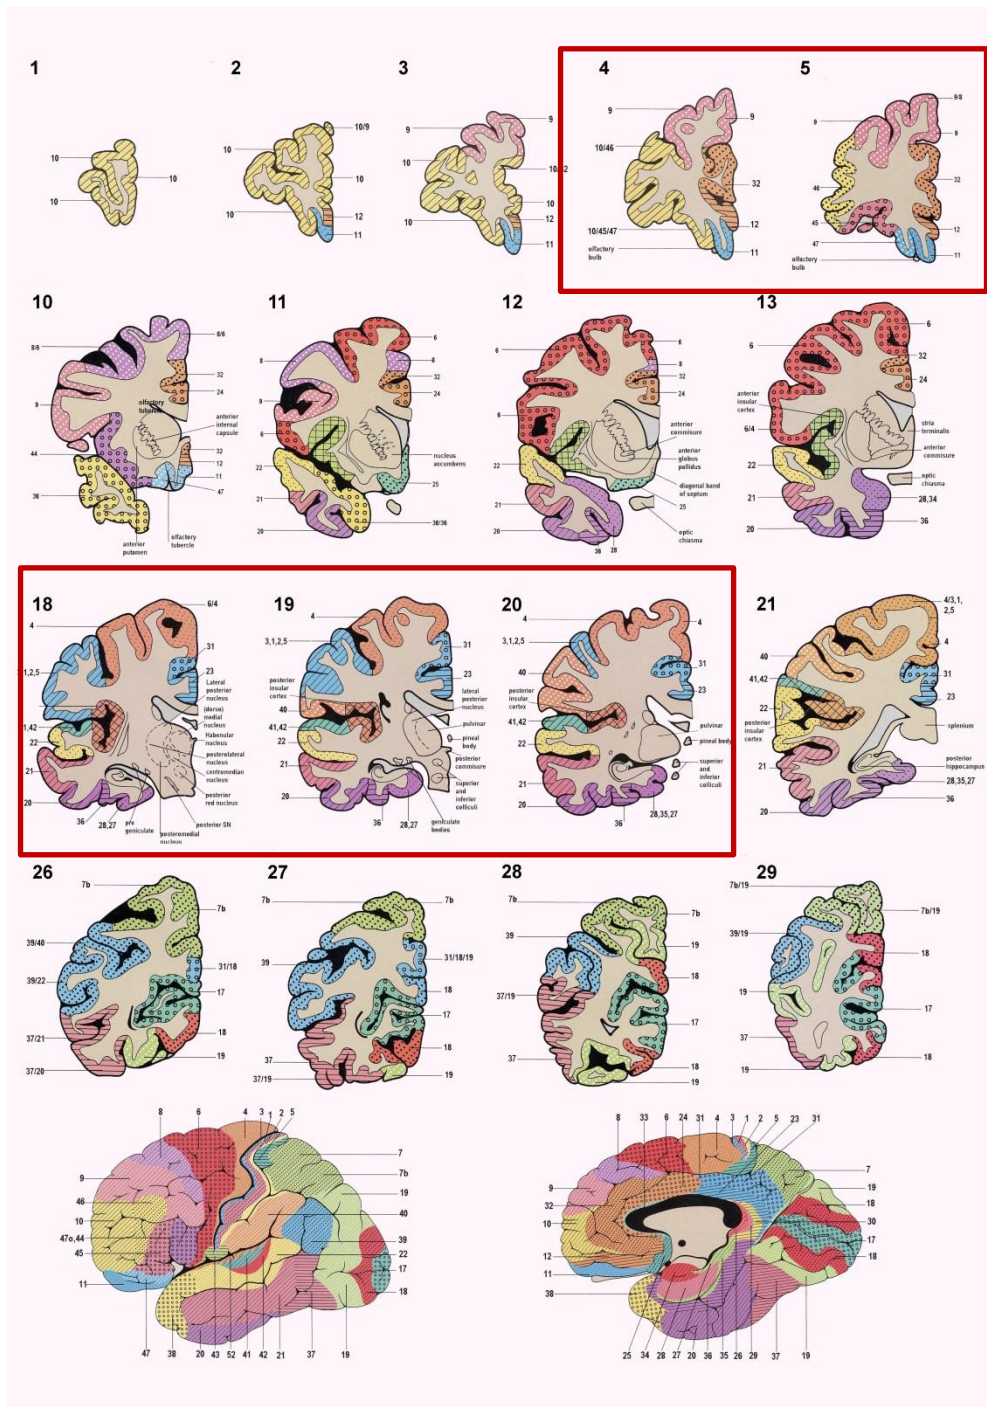 1
2
3
4
5
10
10
10
10/9
10
10
10
12
11
9
9
10
10
10
12
11
9
9
10/46
32
10/45/47
12
olfactory
bulb
11
9/8
9
9
46
32
45
12
47
11
olfactory
bulb
10
11
12
13
8/6
8/6
32
24
olfactory
tubercle
9
anterior
internal
capsule
44
32
12
11
47
38
anterior
putamen
olfactory
tubercle
6
8
8
32
24
9
6
nucleus
accumbens
22
25
21
20
38/36
6
6
8
32
24
6
anterior
commisure
anterior
globus
pallidus
22
diagonal band
of septum
25
21
20
optic
chiasma
36
28
6
6
32
24
anterior
insular
cortex
6/4
stria
terminalis
anterior
commisure
22
optic
chiasma
21
28,34
20
36
18
19
20
21
6/4
4
31
23
Lateral
posterior
nucleus
(dorso)
medial
nucleus
Habenular
nucleus
posterolateral
nucleus
centromedian
nucleus
posterior
red nucleus
22
21
20
36
28,27
pre
geniculate
posterior SN
posteromedial
nucleus
4
3,1,2,5
31
23
posterior
insular
cortex
40
41,42
22
21
lateral
posterior
nucleus
pulvinar
pineal
body
posterior
commisure
superior
and
inferior
colliculi
20
36
28,27
geniculate
bodies
4
4
3,1,2,5
31
40
23
posterior
insular
cortex
41,42
22
21
20
pulvinar
pineal body
superior
and
inferior
colliculi
36
28,35,27
4/3,1,
2,5
4
40
41,42
31
23
22
posterior
insular
cortex
splenium
21
posterior
hippocampus
28,35,27
20
36
26
27
28
29
7b
7b
39/40
39/22
31/18
17
37/21
18
37/20
19
7b
7b
39
31/18/19
18
17
37
18
37/19
19
7b
7b
39
19
18
37/19
17
37
18
19
7b/19
7b/19
39/19
18
19
17
37
18
19
8
6
4
3
1
2
5
7
7b
9
46
19
10
40
47o,44
45
39
22
17
11
18
47
38
20
43
52
41
42
21
37
19
8
33
6
24
31
4
3
1
2
5
23
31
7
9
19
32
18
10
30
17
12
18
11
38
25
34
28
27
20
36
35
26
29
37
19